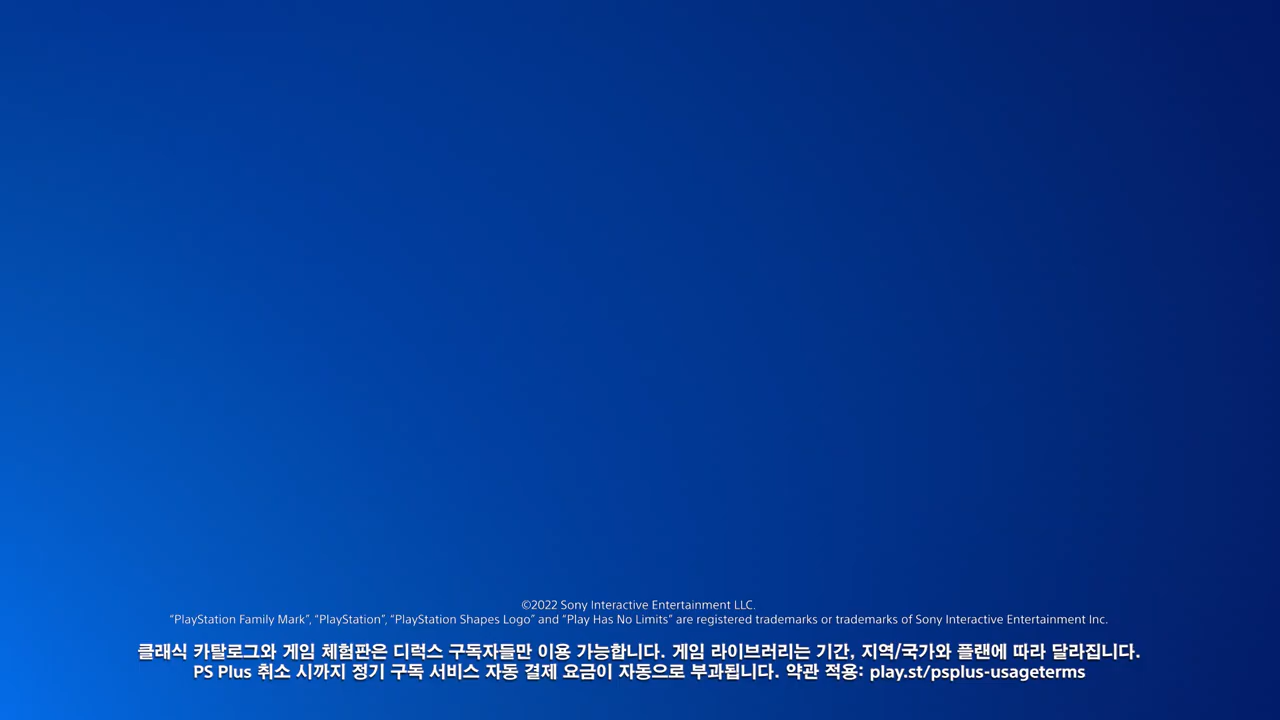 ©2022 Sony Interactive Entertainment LLC.
“PlayStation Family Mark”, “PlayStation”, “PlayStation Shapes Logo” and “Play Has No Limits” are registered trademarks or trademarks of Sony Interactive Entertainment Inc.
클래식 카탈로그와 게임 체험판은 디럭스 구독자들만 이용 가능합니다. 게임 라이브러리는 기간, 지역/국가와 플랜에 따라 달라집니다.
PS Plus 취소 시까지 정기 구독 서비스 자동 결제 요금이 자동으로 부과됩니다. 약관 적용: play.st/psplus-usageterms